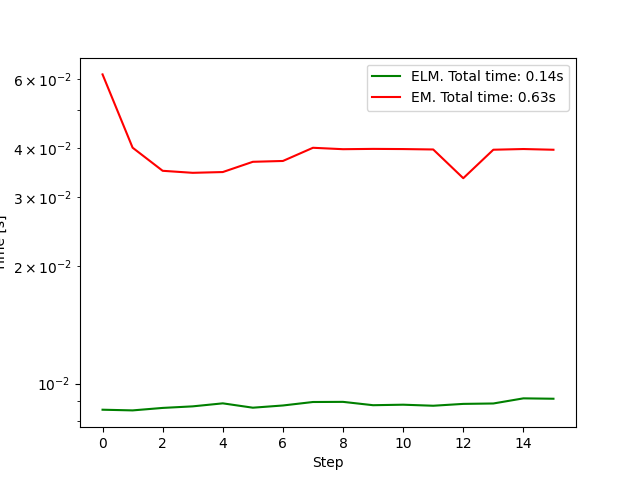 ELM. Total time: 0.14s
EM. Total time: 0.63s
6 × 10⁻²
4 × 10⁻²
3 × 10⁻²
2 × 10⁻²
10⁻²
0 2 4 6 8 10 12 14
Step